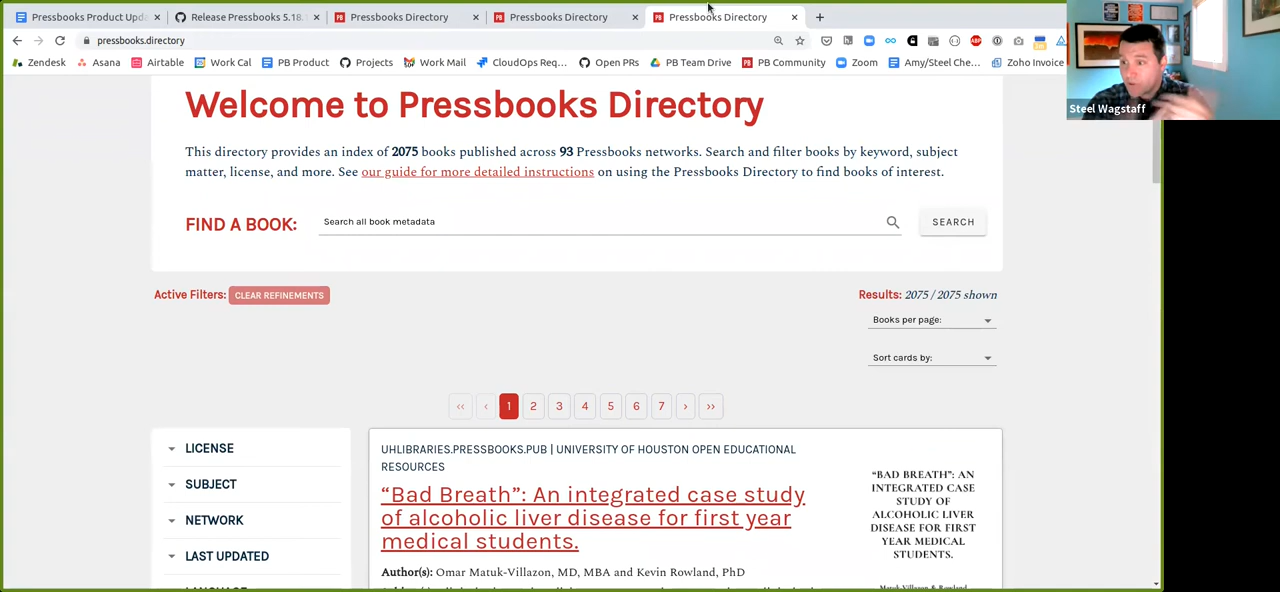 Pressbooks Product Upd
Release Pressbooks 5.18.
Pressbooks Directory
Pressbooks Directory
Pressbooks Directory
pressbooks.directory
Zendesk
Asana
Airtable
Work Cal
PB Product
Projects
Work Mail
CloudOps Req...
Open PRs
PB Team Drive
PB Community
Zoom
Amy/Steel Che...
Zoho Invoice
Steel Wagstaff
Welcome to Pressbooks Directory
This directory provides an index of 2075 books published across 93 Pressbooks networks. Search and filter books by keyword, subject
matter, license, and more. See our guide for more detailed instructions on using the Pressbooks Directory to find books of interest.
FIND A BOOK:
Search all book metadata
SEARCH
Active Filters: CLEAR REFINEMENTS
Results: 2075 / 2075 shown
Books per page:
Sort cards by:
‹‹ ‹ 1 2 3 4 5 6 7 › ››
LICENSE
SUBJECT
NETWORK
LAST UPDATED
UHLIBRARIES.PRESSBOOKS.PUB | UNIVERSITY OF HOUSTON OPEN EDUCATIONAL
RESOURCES
“Bad Breath”: An integrated case study
of alcoholic liver disease for first year
medical students.
Author(s): Omar Matuk-Villazon, MD, MBA and Kevin Rowland, PhD
“BAD BREATH”: AN
INTEGRATED CASE
STUDY OF
ALCOHOLIC LIVER
DISEASE FOR FIRST
YEAR MEDICAL
STUDENTS.